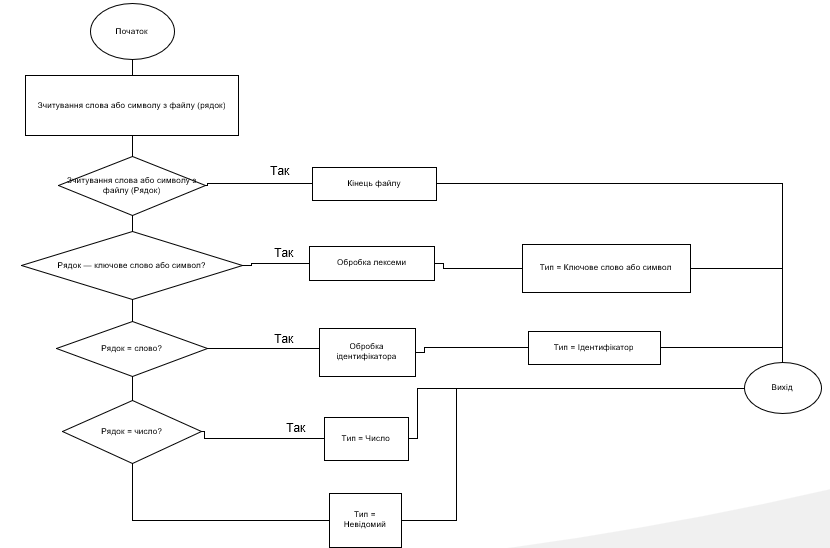 Початок
Зчитування слова або символу з файлу (рядок)
Зчитування слова або символу з
файлу (Рядок)
Так
Кінець файлу
Рядок — ключове слово або символ?
Так
Обробка лексеми
Тип = Ключове слово або символ
Рядок = слово?
Так
Обробка
ідентифікатора
Тип = Ідентифікатор
Вихід
Рядок = число?
Так
Тип = Число
Тип =
Невідомий